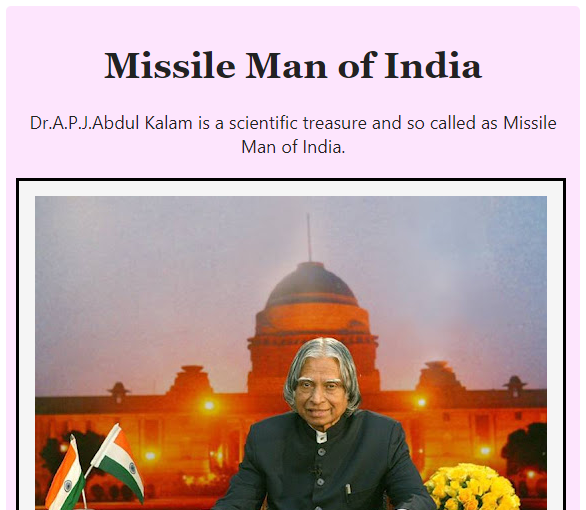 Missile Man of India
Dr.A.P.J.Abdul Kalam is a scientific treasure and so called as Missile
Man of India.